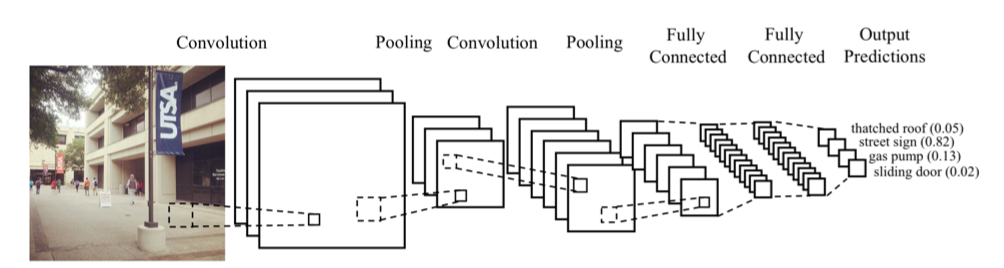 Convolution
Pooling
Convolution
Pooling
Fully
Connected
Fully
Connected
Output
Predictions
UTSA
thatched roof (0.05)
street sign (0.82)
gas pump (0.13)
sliding door (0.02)